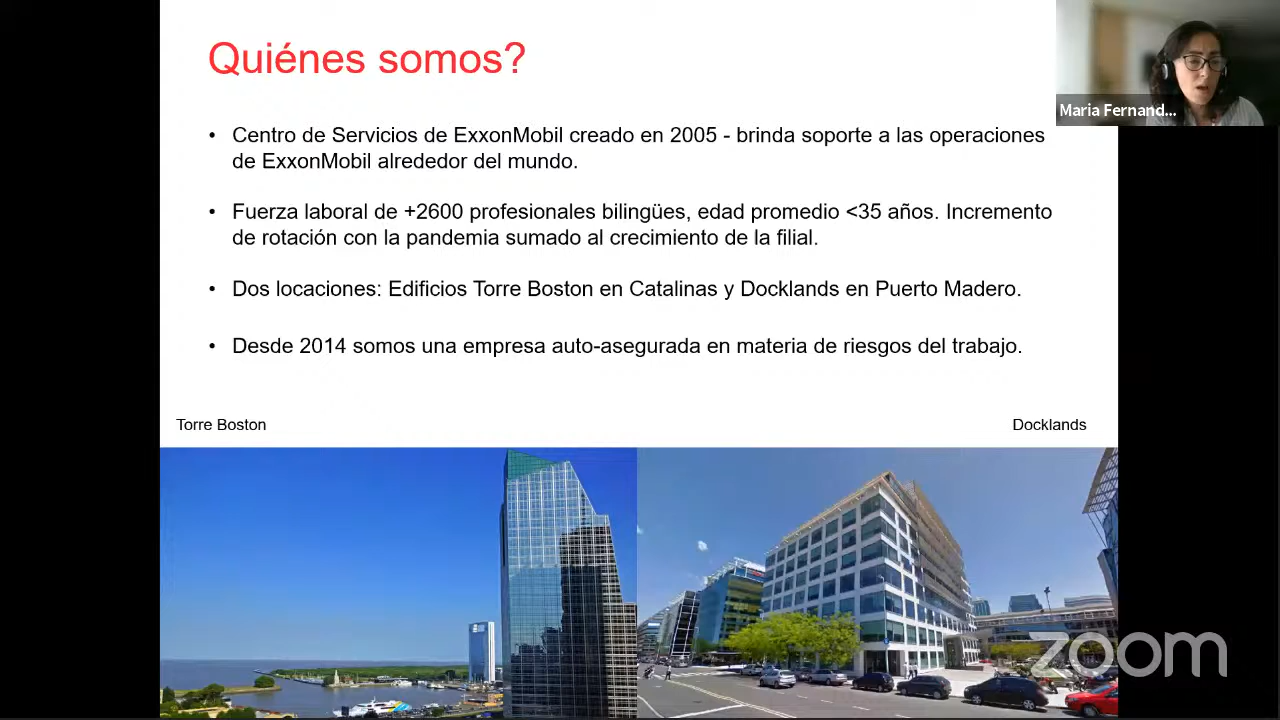 Quiénes somos?
Maria Fernand...
• Centro de Servicios de ExxonMobil creado en 2005 - brinda soporte a las operaciones
de ExxonMobil alrededor del mundo.
• Fuerza laboral de +2600 profesionales bilingües, edad promedio <35 años. Incremento
de rotación con la pandemia sumado al crecimiento de la filial.
• Dos locaciones: Edificios Torre Boston en Catalinas y Docklands en Puerto Madero.
• Desde 2014 somos una empresa auto-asegurada en materia de riesgos del trabajo.
Torre Boston
Docklands
zoom